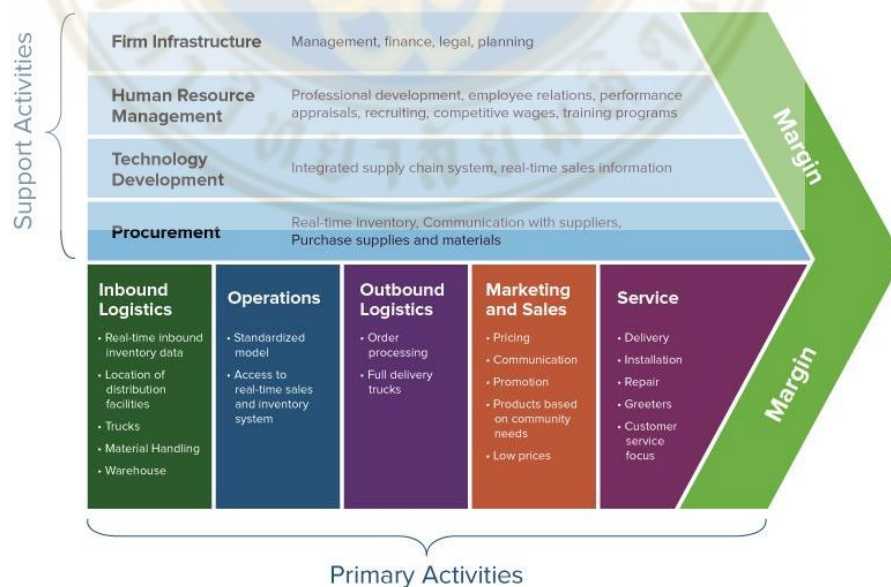 Support Activities
Firm Infrastructure
Management, finance, legal, planning
Human Resource
Management
Professional development, employee relations, performance
appraisals, recruiting, competitive wages, training programs
Technology
Development
Integrated supply chain system, real-time sales information
Procurement
Real-time inventory, Communication with suppliers,
Purchase supplies and materials
Margin
Inbound
Logistics
• Real-time inbound
inventory data
• Location of
distribution
facilities
• Trucks
• Material Handling
• Warehouse
Operations
• Standardized
model
• Access to
real-time sales
and inventory
system
Outbound
Logistics
• Order
processing
• Full delivery
trucks
Marketing
and Sales
• Pricing
• Communication
• Promotion
• Products based
on community
needs
• Low prices
Service
• Delivery
• Installation
• Repair
• Greeters
• Customer
service
focus
Margin
Primary Activities